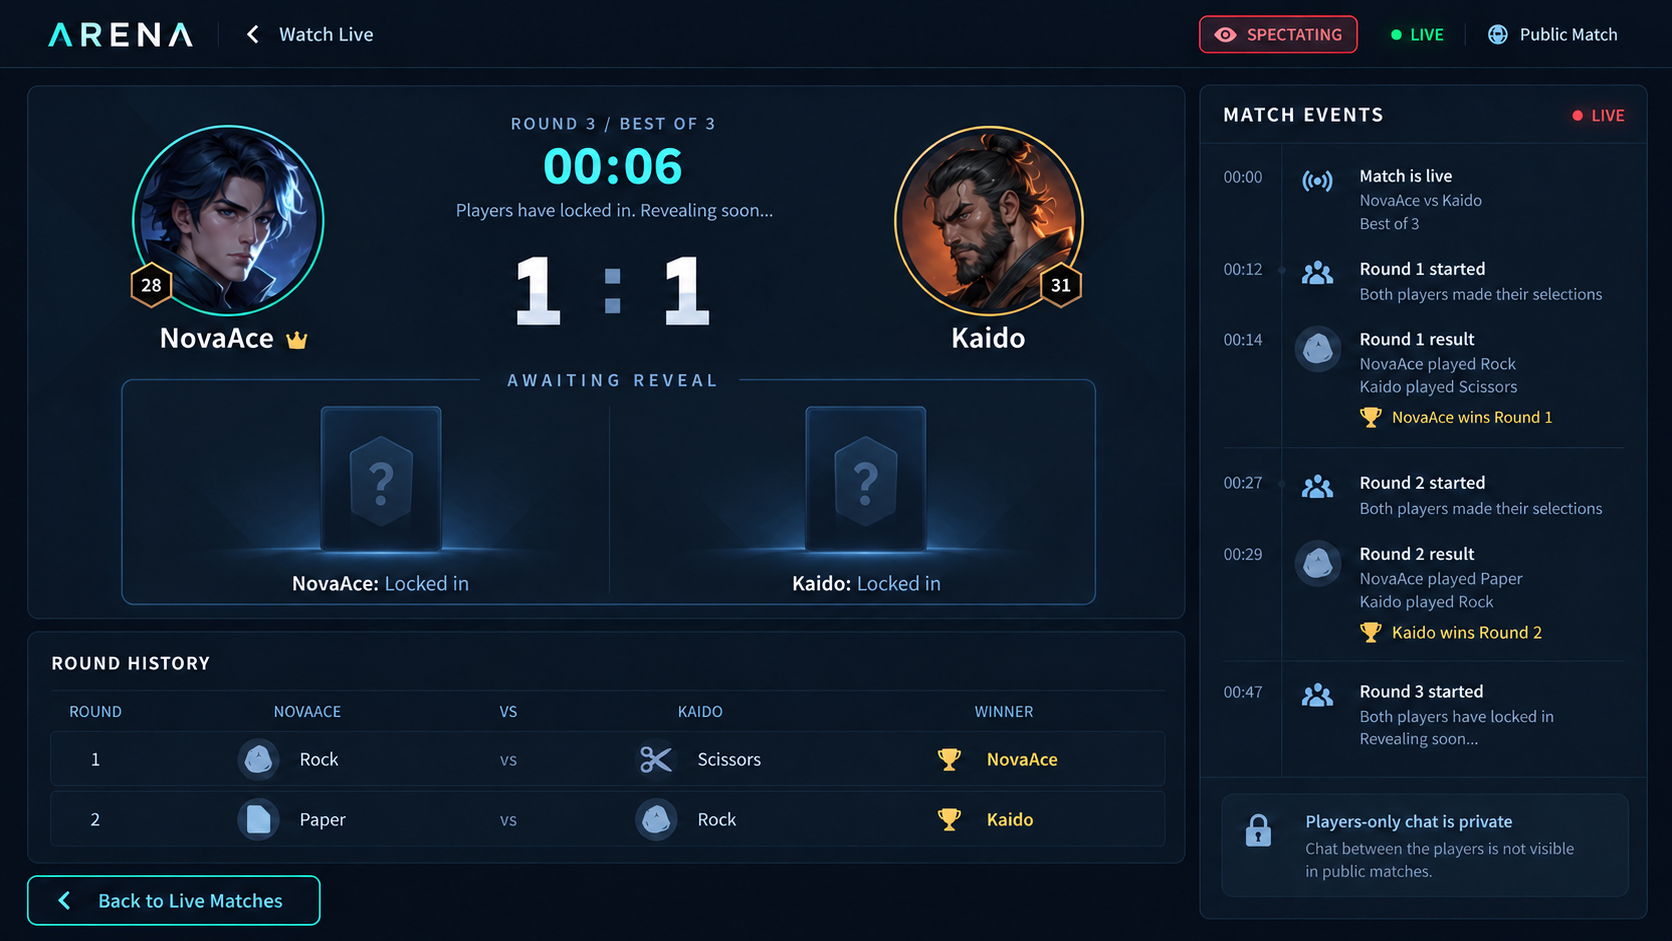 ARENA
Watch Live
SPECTATING
LIVE
Public Match
ROUND 3 / BEST OF 3
00:06
Players have locked in. Revealing soon...
1 : 1
28
NovaAce
31
Kaido
AWAITING REVEAL
?
?
NovaAce: Locked in
Kaido: Locked in
ROUND HISTORY
ROUND NOVAACE VS KAIDO WINNER
1 Rock vs Scissors NovaAce
2 Paper vs Rock Kaido
Back to Live Matches
MATCH EVENTS
LIVE
00:00
Match is live
NovaAce vs Kaido
Best of 3
00:12
Round 1 started
Both players made their selections
00:14
Round 1 result
NovaAce played Rock
Kaido played Scissors
NovaAce wins Round 1
00:27
Round 2 started
Both players made their selections
00:29
Round 2 result
NovaAce played Paper
Kaido played Rock
Kaido wins Round 2
00:47
Round 3 started
Both players have locked in
Revealing soon...
Players-only chat is private
Chat between the players is not visible
in public matches.